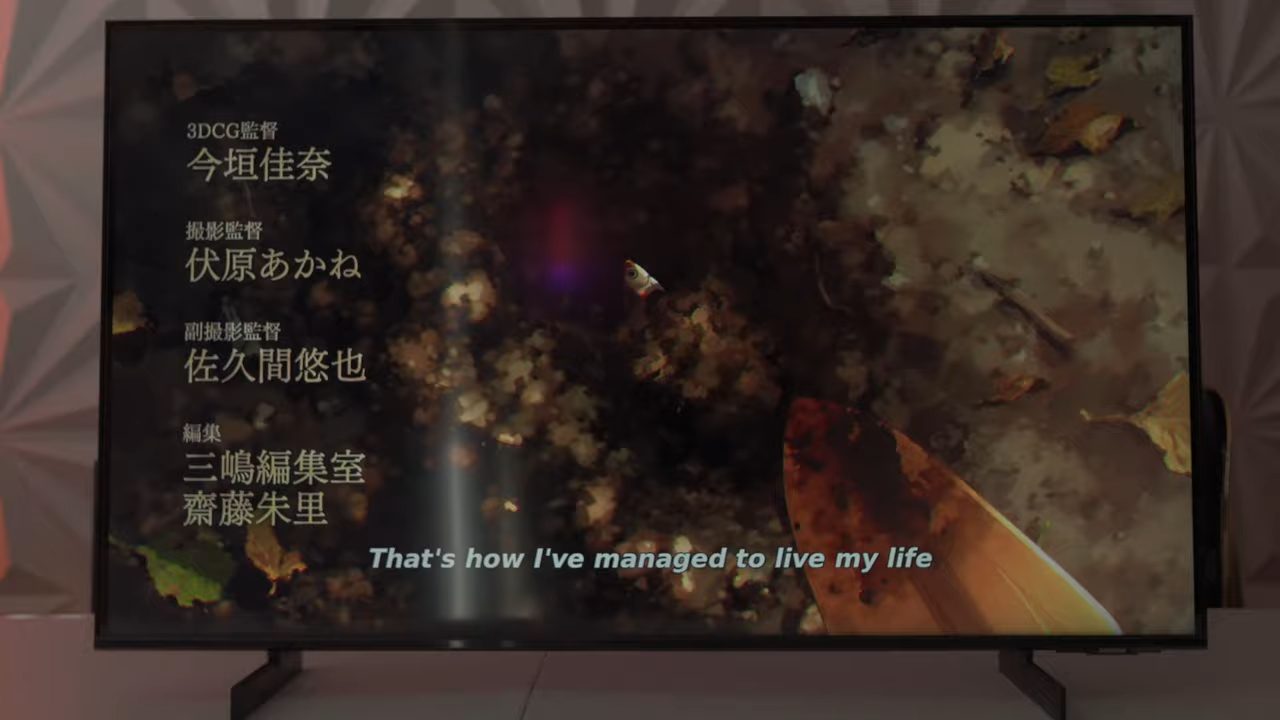 3DCG監督
今垣佳奈
撮影監督
伏原あかね
副撮影監督
佐久間悠也
編集
三嶋編集室
齋藤朱里
That's how I've managed to live my life